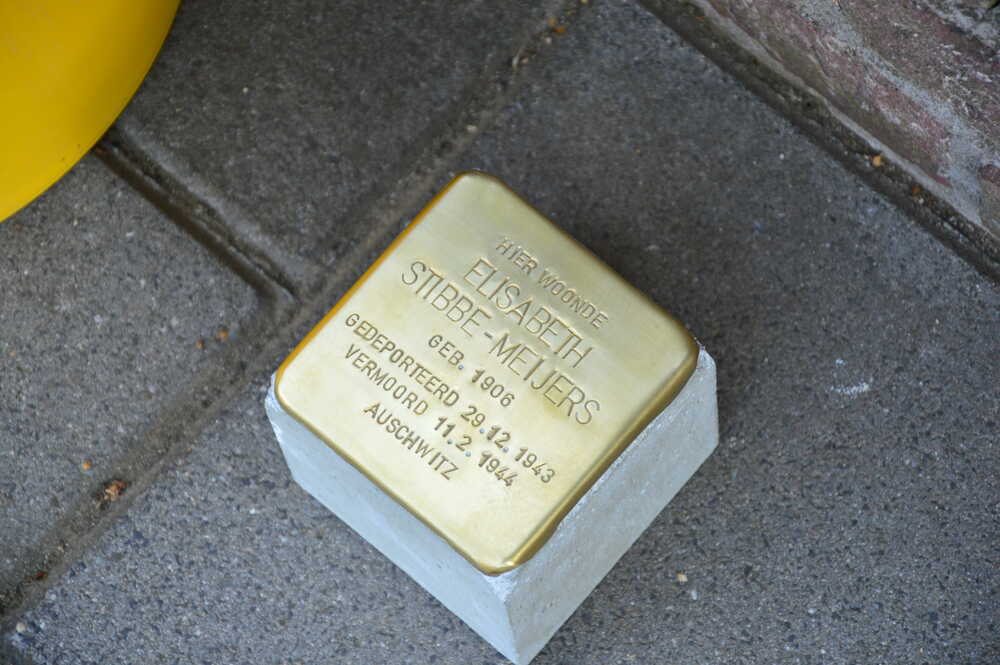 HIER WOONDE
ELISABETH
STIBBE-MEIJERS
GEB. 1906
GEDEPORTEERD 29.12.1943
VERMOORD 11.2.1944
AUSCHWITZ